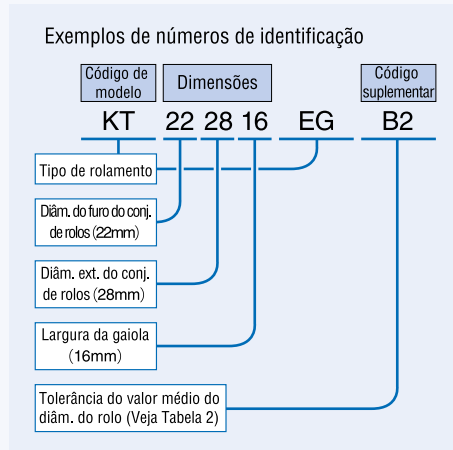 Exemplos de números de identificação
Código de
modelo
Dimensões
Código
suplementar
KT 22 28 16 EG B2
Tipo de rolamento
Diâm. do furo do conj.
de rolos (22mm)
Diâm. ext. do conj.
de rolos (28mm)
Largura da gaiola
(16mm)
Tolerância do valor médio do
diâm. do rolo (Veja Tabela 2)